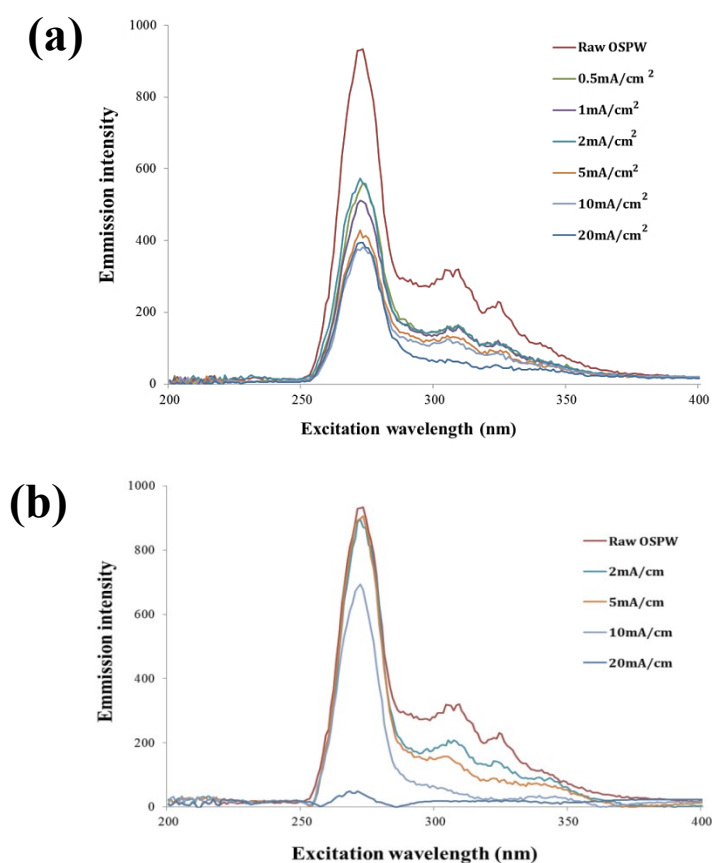 (a)
1000
800
600
400
200
0
Emmission intensity
200
250
300
350
400
Excitation wavelength (nm)
Raw OSPW
0.5mA/cm²
1mA/cm²
2mA/cm²
5mA/cm²
10mA/cm²
20mA/cm²
(b)
1000
800
600
400
200
0
Emmission intensity
200
250
300
350
400
Excitation wavelength (nm)
Raw OSPW
2mA/cm
5mA/cm
10mA/cm
20mA/cm